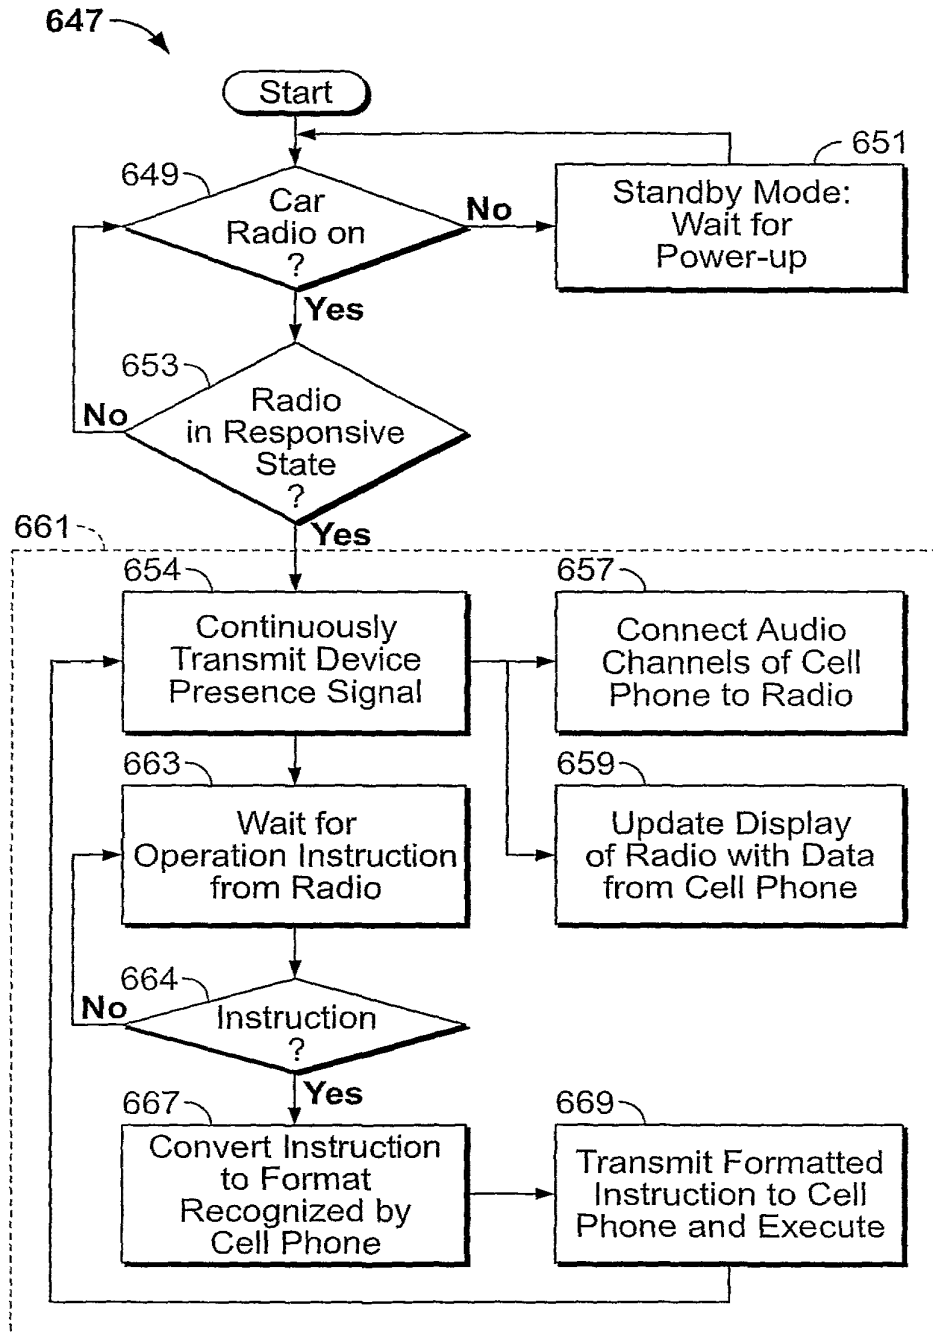 647
Start
651
649
Car
Radio on
?
No
Standby Mode:
Wait for
Power-up
Yes
653
Radio
in Responsive
State
?
No
Yes
661
654
Continuously
Transmit Device
Presence Signal
657
Connect Audio
Channels of Cell
Phone to Radio
663
Wait for
Operation Instruction
from Radio
659
Update Display
of Radio with Data
from Cell Phone
664
No
Instruction
?
Yes
667
Convert Instruction
to Format
Recognized by
Cell Phone
669
Transmit Formatted
Instruction to Cell
Phone and Execute